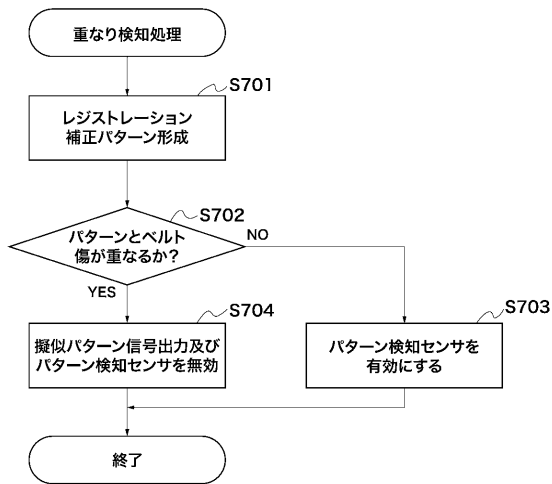 重なり検知処理
S701
レジストレーション
補正パターン形成
S702
パターンとベルト
傷が重なるか？
NO
YES
S704
擬似パターン信号出力及び
パターン検知センサを無効
S703
パターン検知センサを
有効にする
終了